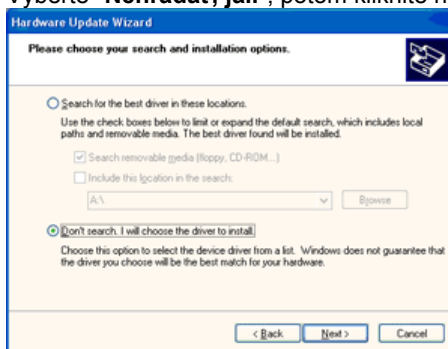 Hardware Update Wizard
Please choose your search and installation options.
Search for the best driver in these locations.
Use the check boxes below to limit or expand the default search, which includes local
paths and removable media. The best driver found will be installed.
Search removable media (floppy, CD-ROM...)
Include this location in the search:
A:\
Browse
Don't search. I will choose the driver to install.
Choose this option to select the device driver from a list. Windows does not guarantee that
the driver you choose will be the best match for your hardware.
< Back
Next >
Cancel